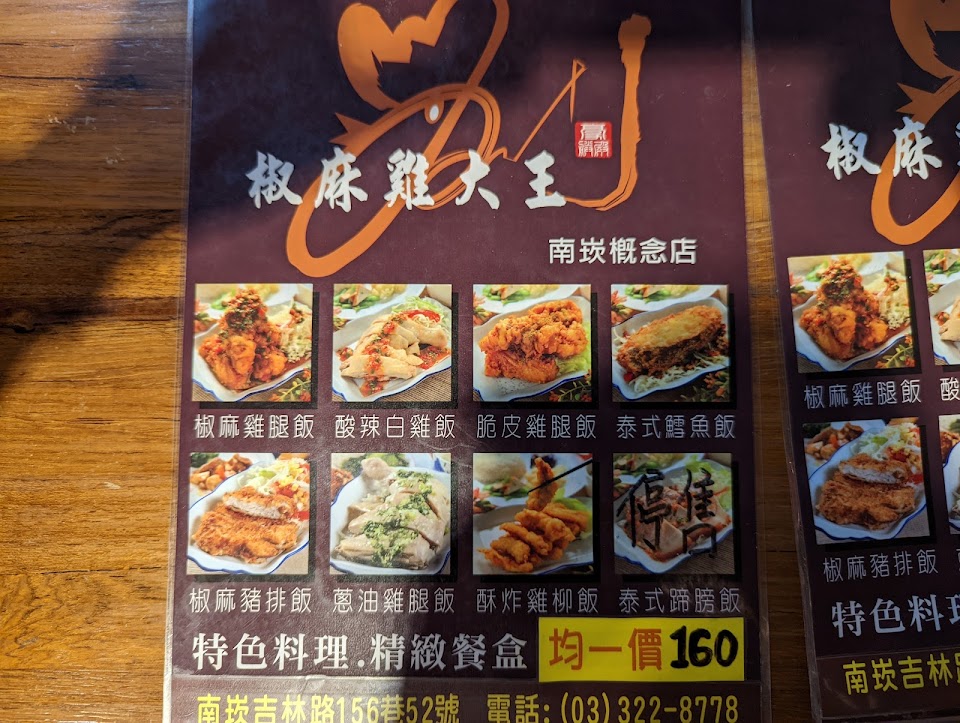 椒麻雞大王
南崁概念店
椒麻雞腿飯 酸辣白雞飯 脆皮雞腿飯 泰式鱈魚飯
停售
椒麻豬排飯 蔥油雞腿飯 酥炸雞柳飯 泰式蹄膀飯
特色料理.精緻餐盒 均一價160
南崁吉林路156巷52號 電話:(03)322-8778
椒麻
椒麻雞腿飯 酸
椒麻豬排飯
特色料
南崁吉林路